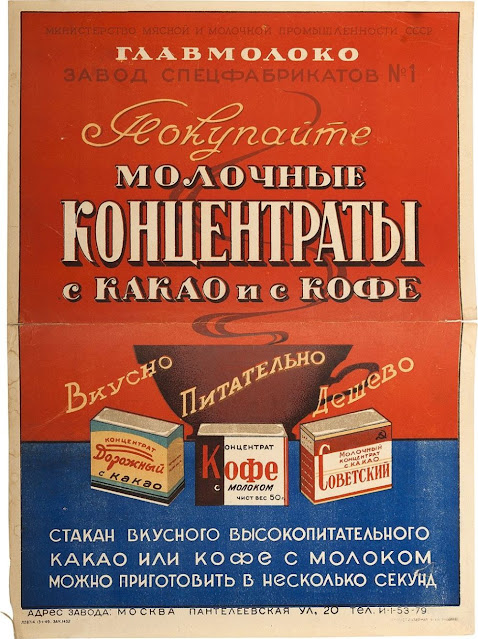 МИНИСТЕРСТВО МЯСНОЙ И МОЛОЧНОЙ ПРОМЫШЛЕННОСТИ СССР
ГЛАВМОЛОКО
ЗАВОД СПЕЦФАБРИКАТОВ №1
Покупайте
МОЛОЧНЫЕ
КОНЦЕНТРАТЫ
с КАКАО и с КОФЕ
Вкусно Питательно Дешево
КОНЦЕНТРАТ
Дорожный
с какао
КОНЦЕНТРАТ
Кофе
с МОЛОКОМ
ЧИСТ ВЕС 50 г
МОЛОЧНЫЙ
КОНЦЕНТРАТ
С КАКАО
СОВЕТСКИЙ
СТАКАН ВКУСНОГО ВЫСОКОПИТАТЕЛЬНОГО
КАКАО ИЛИ КОФЕ С МОЛОКОМ
МОЖНО ПРИГОТОВИТЬ В НЕСКОЛЬКО СЕКУНД
АДРЕС ЗАВОДА: МОСКВА ПАНТЕЛЕЕВСКАЯ УЛ, 20 ТЕЛ. И-1-53-79